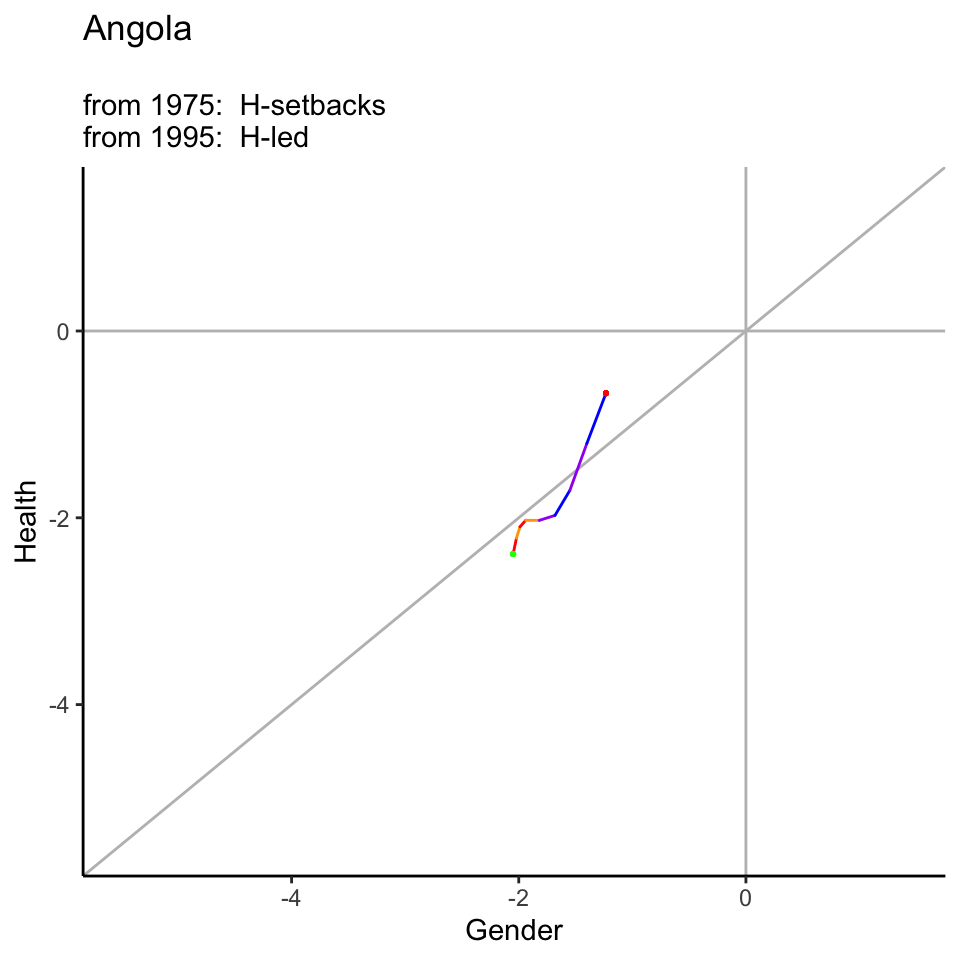 Angola
from 1975:  H-setbacks
from 1995:  H-led
0
-2
-4
Health
-4
-2
0
Gender